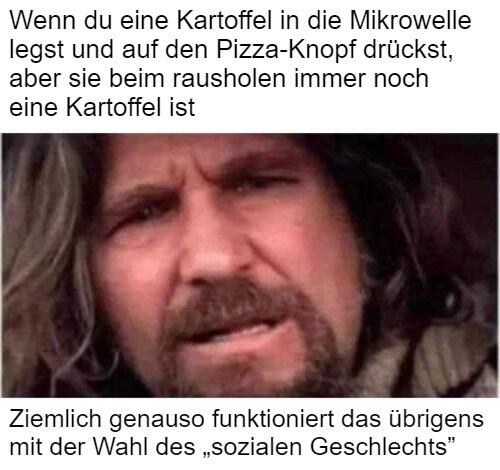 Wenn du eine Kartoffel in die Mikrowelle
legst und auf den Pizza-Knopf drückst,
aber sie beim rausholen immer noch
eine Kartoffel ist
Ziemlich genauso funktioniert das übrigens
mit der Wahl des „sozialen Geschlechts”